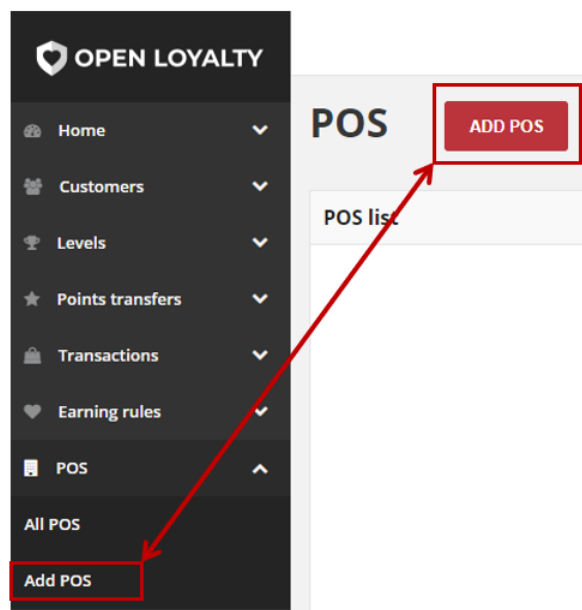 OPEN LOYALTY
Home
Customers
Levels
Points transfers
Transactions
Earning rules
POS
All POS
Add POS
POS
ADD POS
POS list